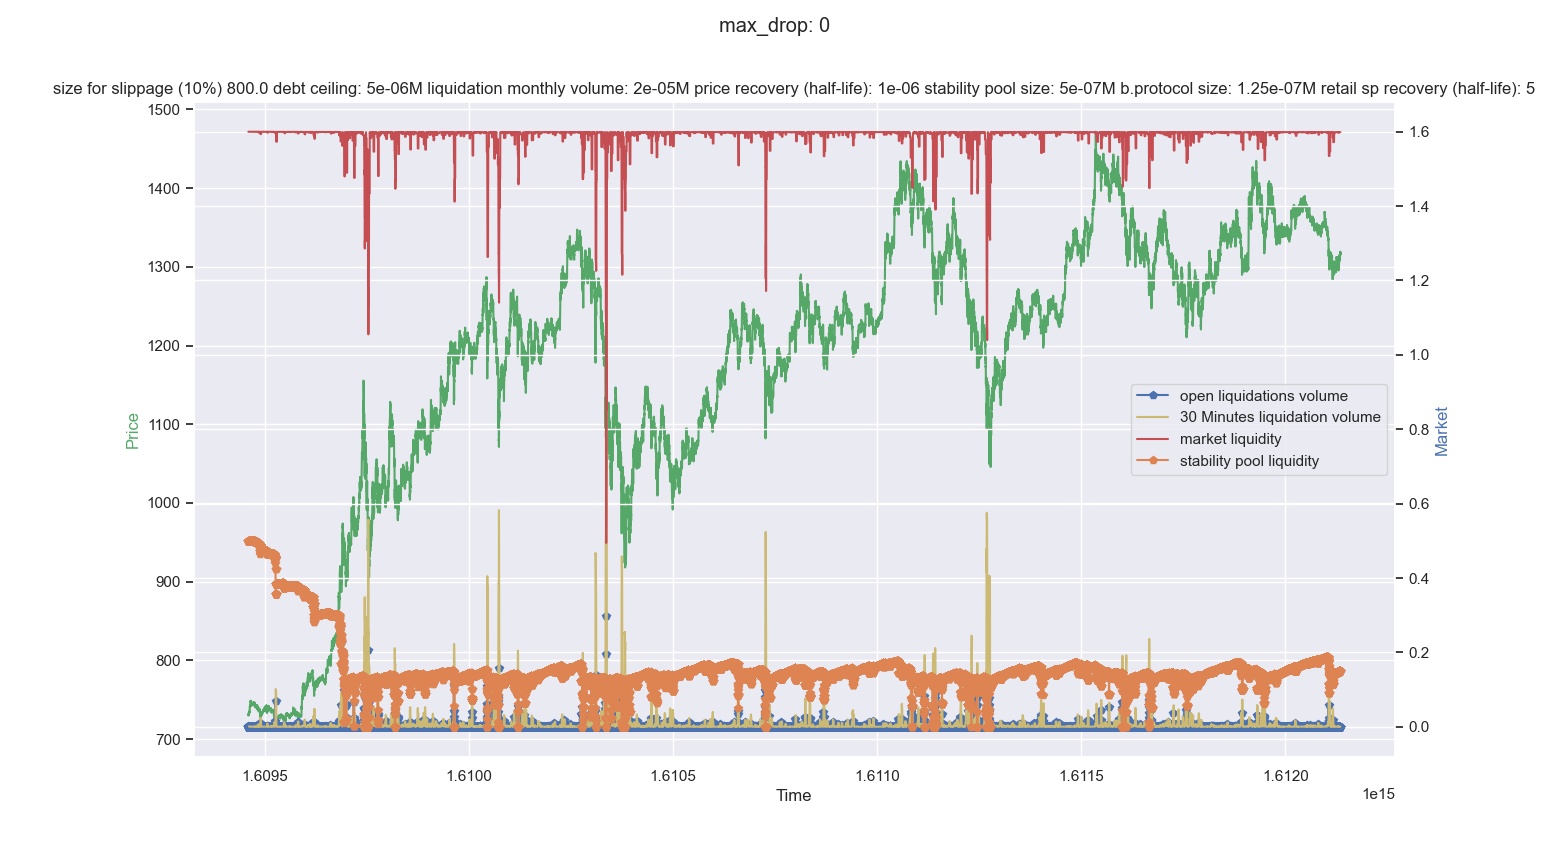 max_drop: 0
size for slippage (10%) 800.0 debt ceiling: 5e-06M liquidation monthly volume: 2e-05M price recovery (half-life): 1e-06 stability pool size: 5e-07M b.protocol size: 1.25e-07M retail sp recovery (half-life): 5
1500
1400
1300
1200
1100
1000
900
800
700
Price
1.6
1.4
1.2
1.0
0.8
0.6
0.4
0.2
0.0
Market
open liquidations volume
30 Minutes liquidation volume
market liquidity
stability pool liquidity
1.6095
1.6100
1.6105
1.6110
1.6115
1.6120
Time
1e15